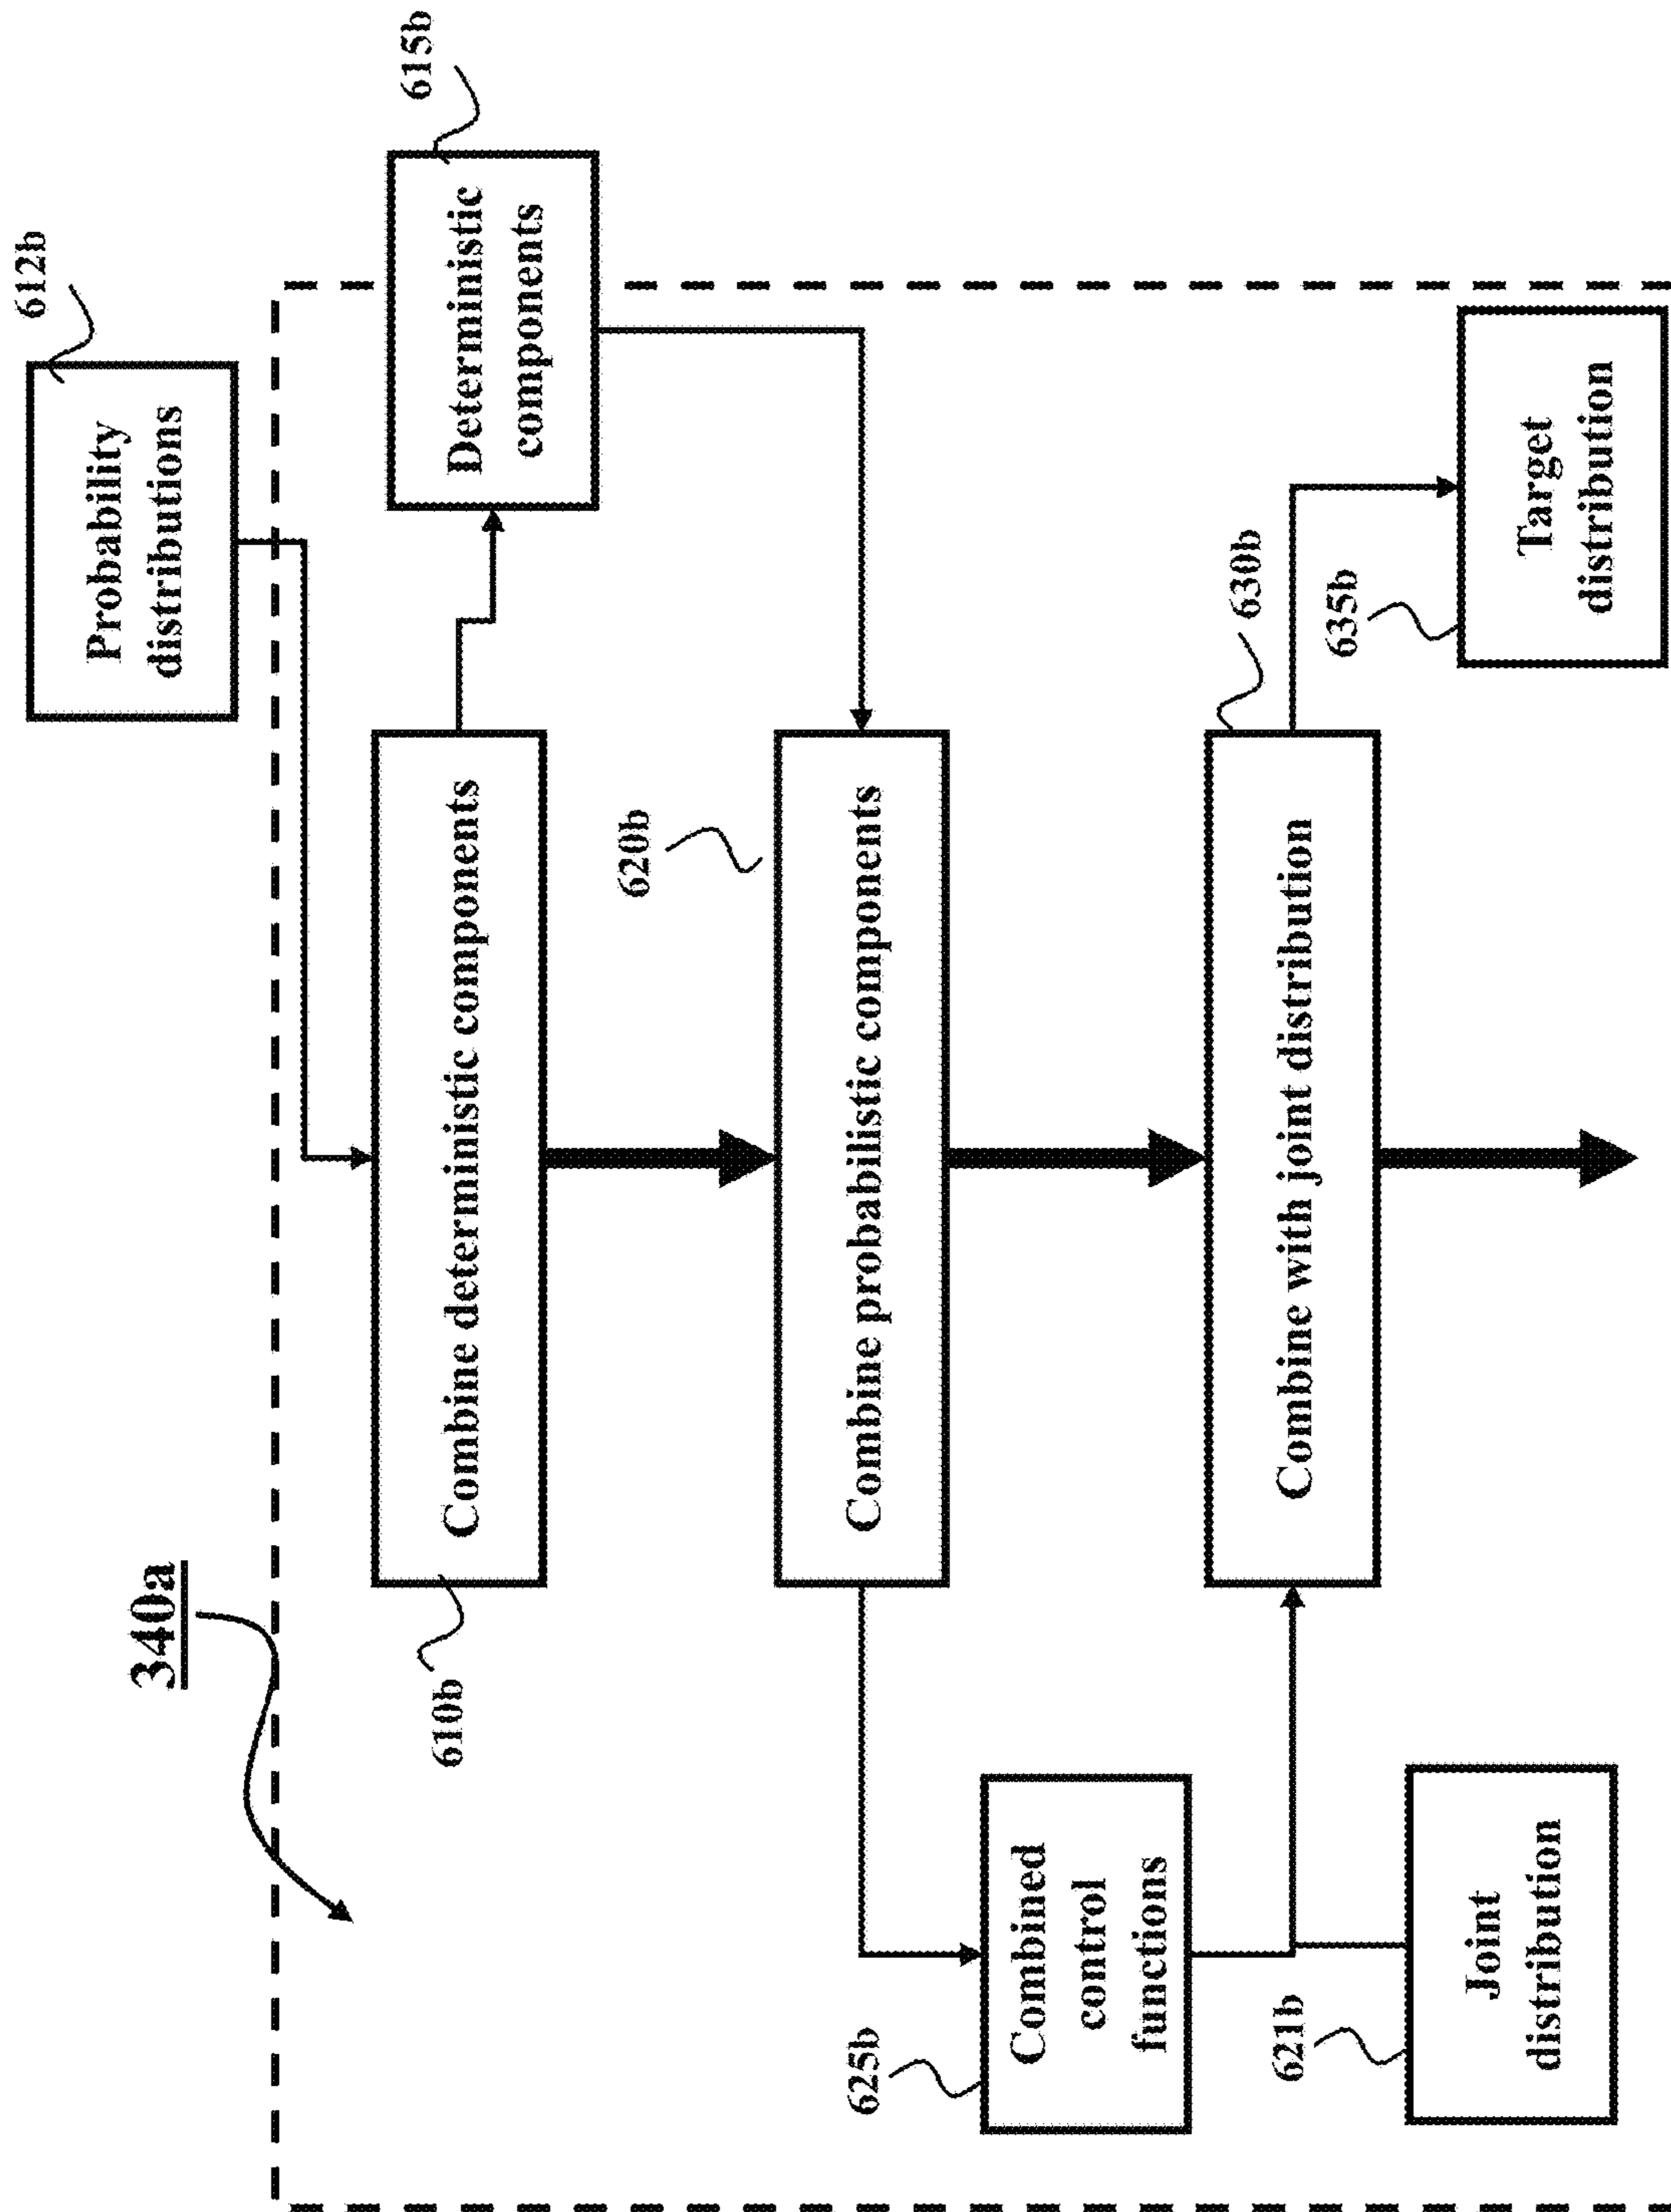 340a
612b
Probability
distributions
610b
Combine deterministic components
615b
Deterministic
components
620b
Combine probabilistic components
625b
Combined
control
functions
630b
Combine with joint distribution
621b
Joint
distribution
635b
Target
distribution